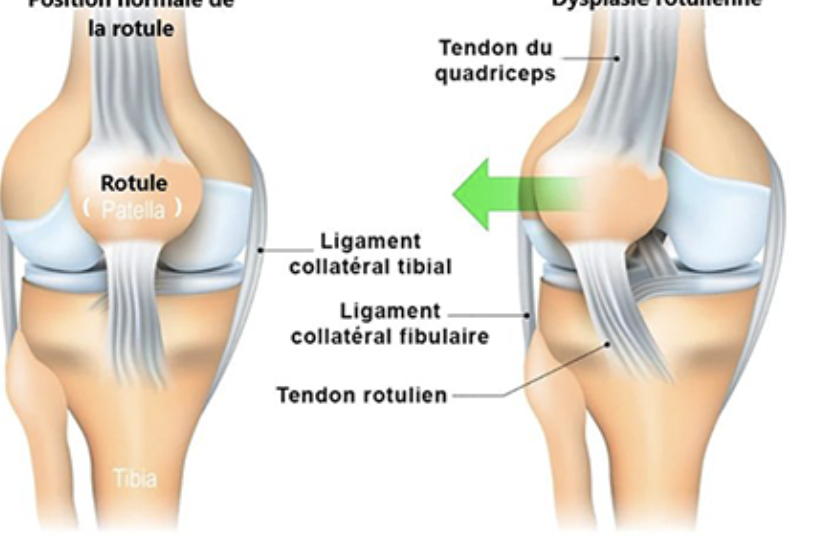 Position normale de
la rotule
Dysplasie rotulienne
Tendon du
quadriceps
Rotule
( Patella )
Ligament
collatéral tibial
Ligament
collatéral fibulaire
Tendon rotulien
Tibia